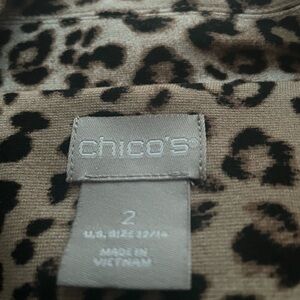 chico's®
2
U.S. SIZE 12/14
MADE IN
VIETNAM